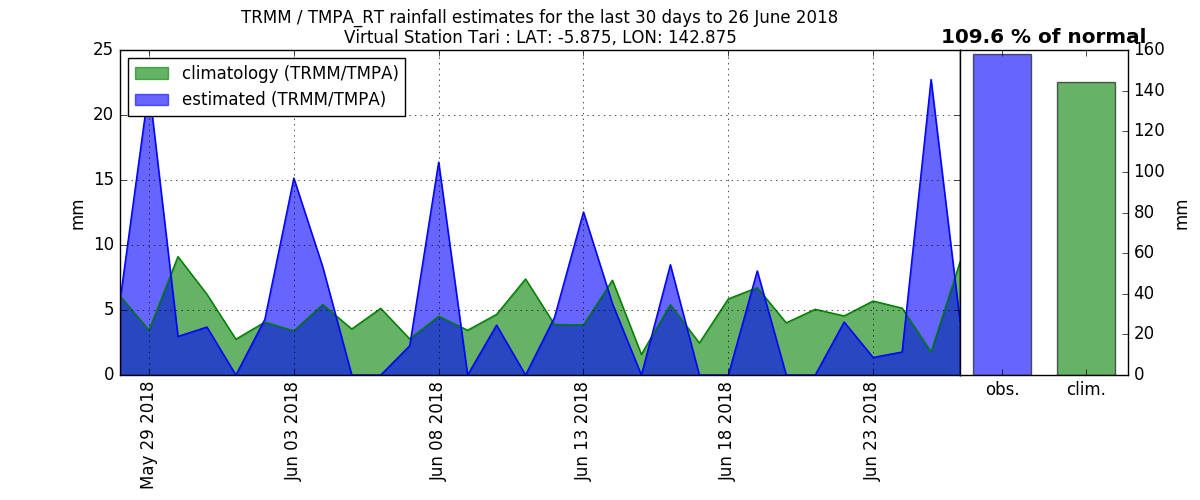 TRMM / TMPA_RT rainfall estimates for the last 30 days to 26 June 2018
Virtual Station Tari : LAT: -5.875, LON: 142.875
109.6 % of normal
climatology (TRMM/TMPA)
estimated (TRMM/TMPA)
25
20
15
10
5
0
mm
May 29 2018
Jun 03 2018
Jun 08 2018
Jun 13 2018
Jun 18 2018
Jun 23 2018
160
140
120
100
80
60
40
20
0
mm
obs.
clim.